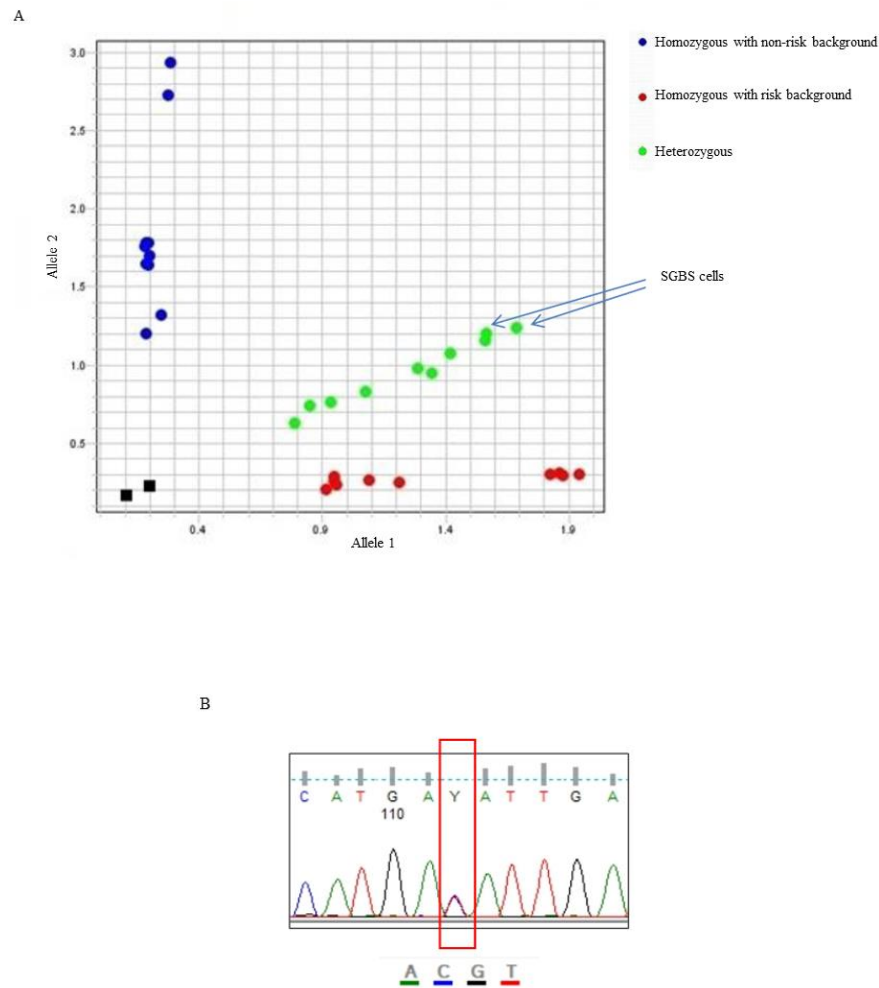 A
Homozygous with non-risk background
Homozygous with risk background
Heterozygous
SGBS cells
3.0
2.5
2.0
1.5
1.0
0.5
Allele 2
0.4 0.9 1.4 1.9
Allele 1
B
C A T G A Y A T T G A
110
A C G T